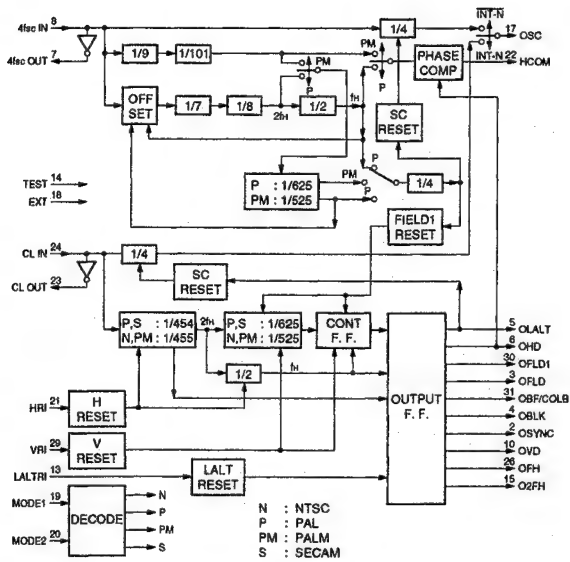 4fsc IN 8
4fsc OUT 7
1/9
1/101
PM
P
1/4
INT-N
INT-N
17 OSC
PM
P
PHASE COMP
22 HCOM
OFF SET
1/7
1/8
2fH
1/2
fH
SC RESET
TEST 14
EXT 18
P : 1/625
PM : 1/525
PM
P
P
1/4
FIELD1 RESET
CL IN 24
CL OUT 23
1/4
SC RESET
P,S : 1/454
N,PM : 1/455
2fH
P,S : 1/625
N,PM : 1/525
CONT F. F.
1/2
fH
OUTPUT F. F.
5 OLALT
6 OHD
30 OFLD1
3 OFLD
31 OBF/COLB
4 OBLK
2 OSYNC
10 OVD
26 OFH
15 O2FH
HRI 21
H RESET
VRI 29
V RESET
LALTRI 13
LALT RESET
MODE1 19
MODE2 20
DECODE
N
P
PM
S
N : NTSC
P : PAL
PM : PALM
S : SECAM